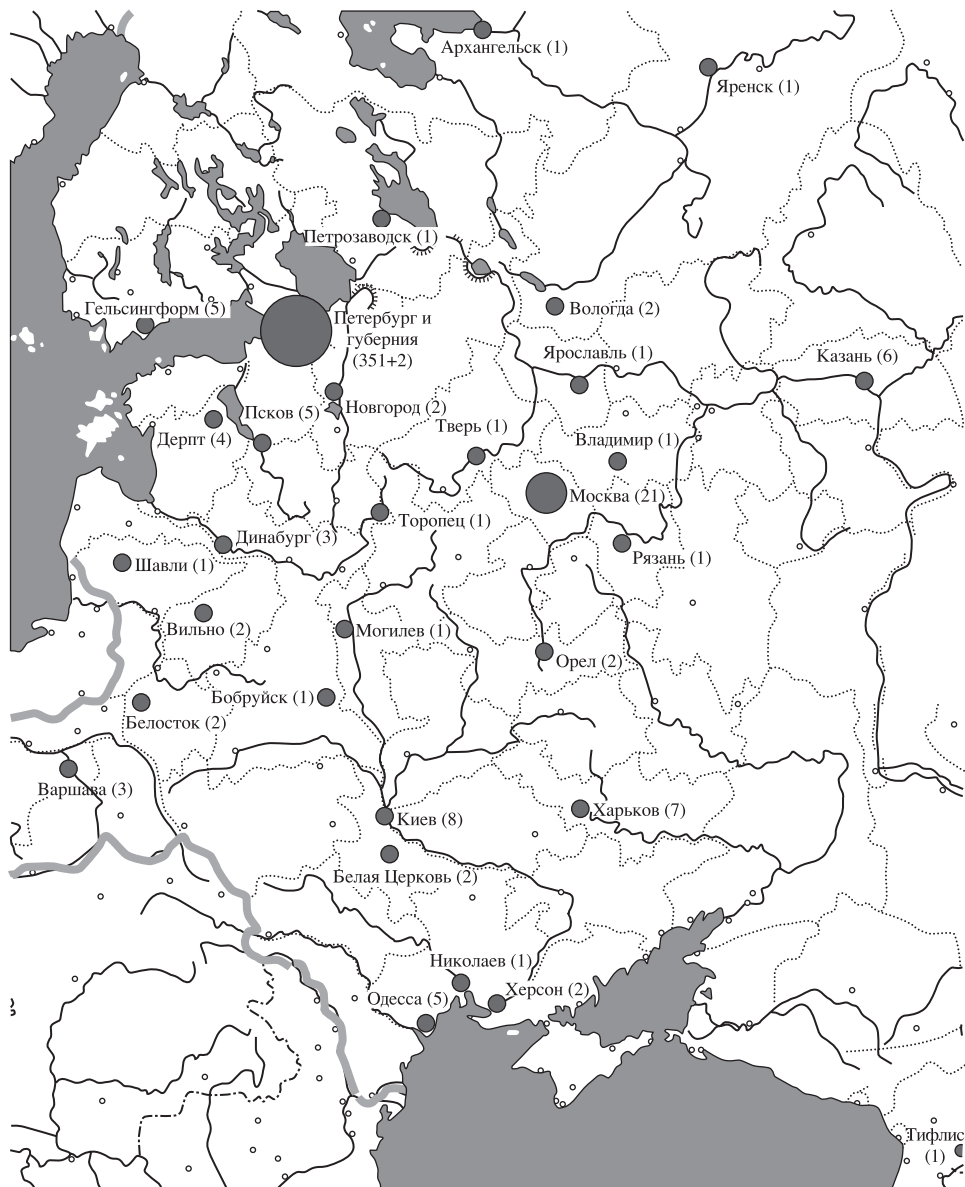 Архангельск (1)
Яренск (1)
Петрозаводск (1)
Гельсингформ (5)
Вологда (2)
Петербург и
губерния
(351+2)
Ярославль (1)
Казань (6)
Новгород (2)
Псков (5)
Дерпт (4)
Тверь (1)
Владимир (1)
Москва (21)
Торопец (1)
Динабург (3)
Рязань (1)
Шавли (1)
Вильно (2)
Могилев (1)
Орел (2)
Бобруйск (1)
Белосток (2)
Варшава (3)
Харьков (7)
Киев (8)
Белая Церковь (2)
Николаев (1)
Херсон (2)
Одесса (5)
Тифлис
(1)